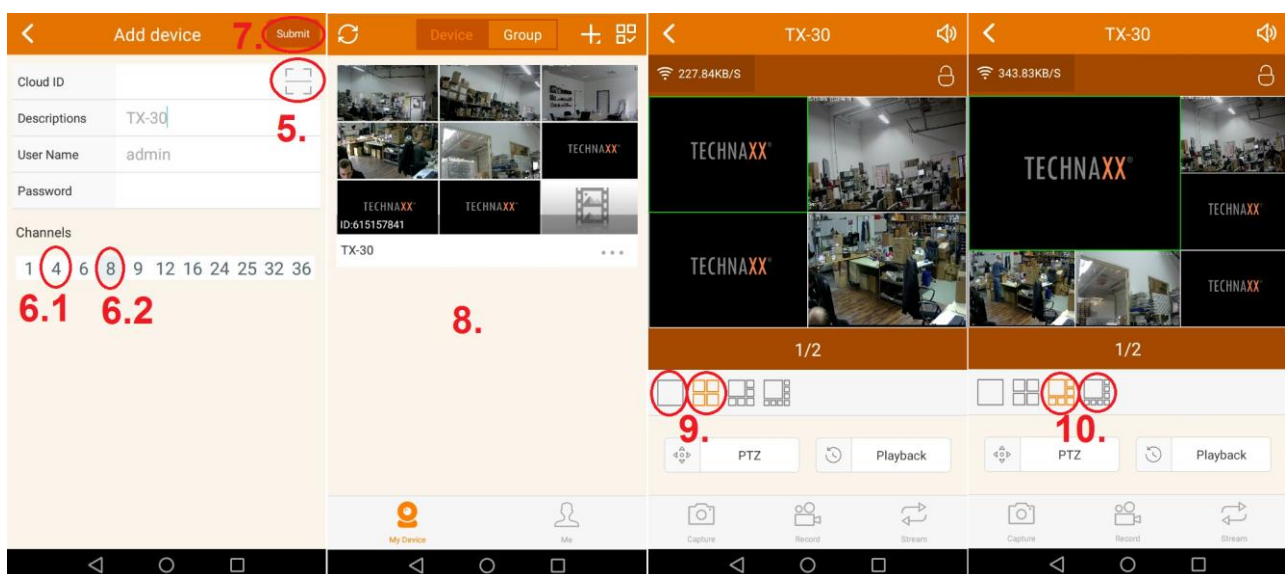 Add device
7.
Submit
Cloud ID
Descriptions TX-30
5.
User Name admin
Password
Channels
1 4 6 8 9 12 16 24 25 32 36
6.1 6.2
Device Group
TECHNAXX
TECHNAXX TECHNAXX
ID:615157841
TX-30
8.
My Device Me
TX-30
227.84KB/S
TECHNAXX
TECHNAXX
1/2
9.
PTZ Playback
Capture Record Stream
TX-30
343.83KB/S
TECHNAXX
TECHNAXX
TECHNAXX
1/2
10.
PTZ Playback
Capture Record Stream